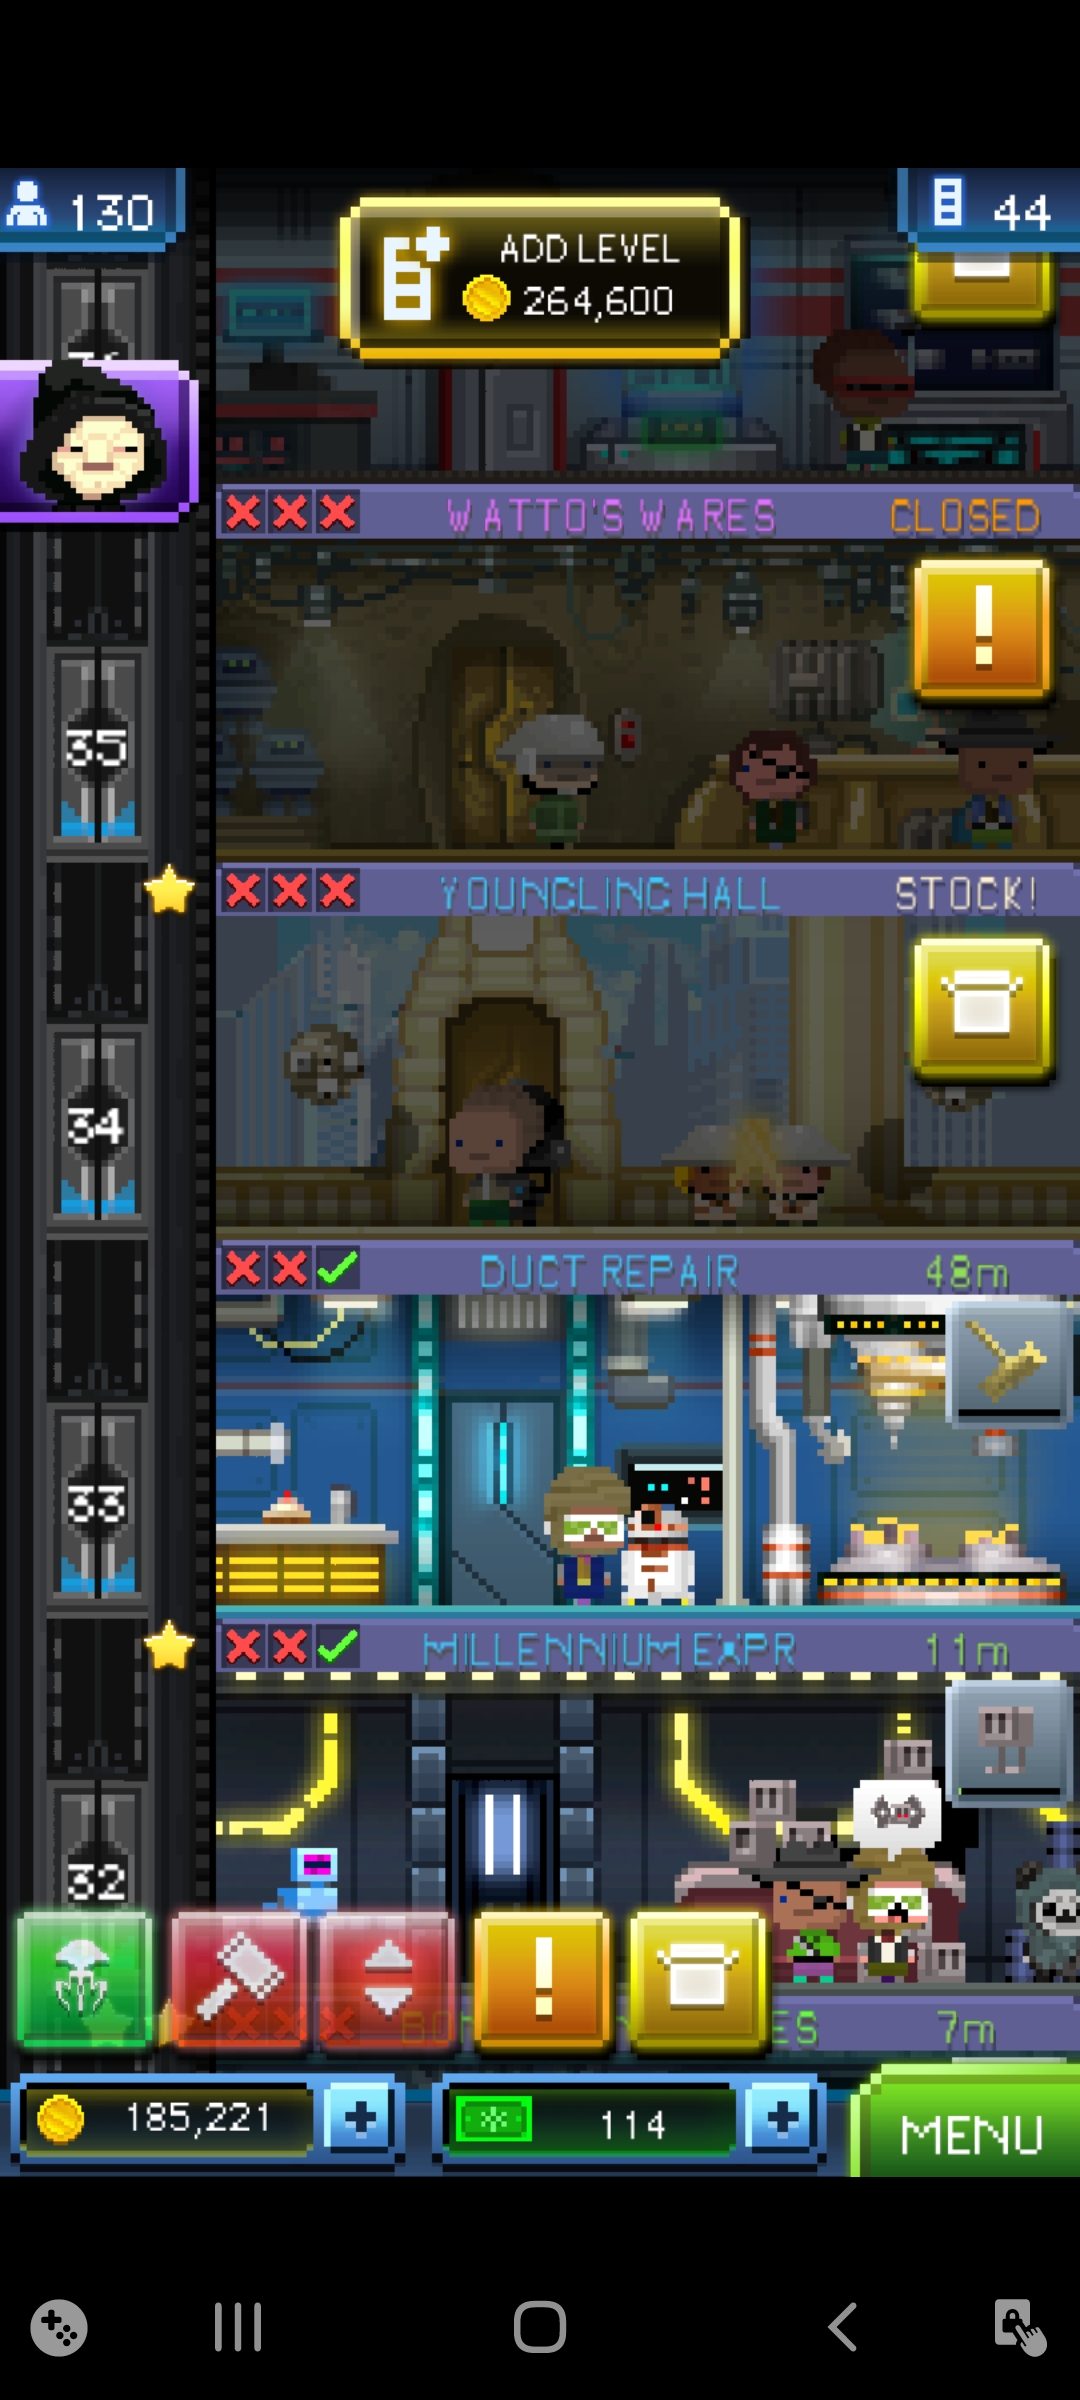 130
ADD LEVEL
264,600
44
WATTO'S WARES CLOSED
35
YOUNGLING HALL STOCK!
34
DUCT REPAIR 48m
33
MILLENNIUM EXPR 11m
32
7m
185,221
114
MENU